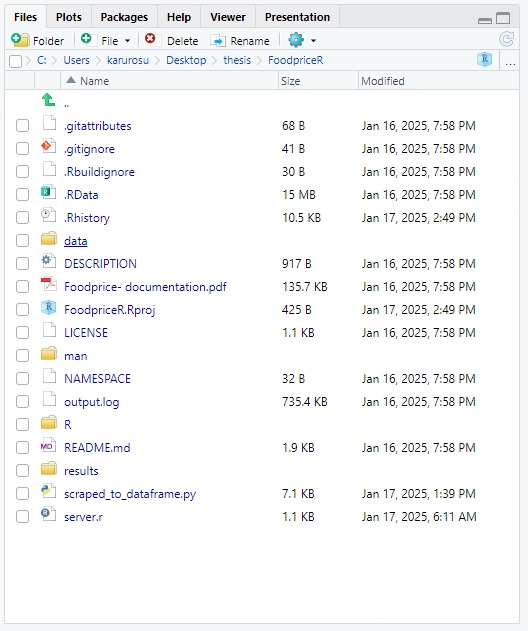 Files Plots Packages Help Viewer Presentation
Folder File Delete Rename
C: Users karurosu Desktop thesis FoodpriceR R ...
Name Size Modified
..
.gitattributes 68 B Jan 16, 2025, 7:58 PM
.gitignore 41 B Jan 16, 2025, 7:58 PM
.Rbuildignore 30 B Jan 16, 2025, 7:58 PM
.RData 15 MB Jan 16, 2025, 7:58 PM
.Rhistory 10.5 KB Jan 17, 2025, 2:49 PM
data
DESCRIPTION 917 B Jan 16, 2025, 7:58 PM
Foodprice- documentation.pdf 135.7 KB Jan 16, 2025, 7:58 PM
FoodpriceR.Rproj 425 B Jan 17, 2025, 2:49 PM
LICENSE 1.1 KB Jan 16, 2025, 7:58 PM
man
NAMESPACE 32 B Jan 16, 2025, 7:58 PM
output.log 735.4 KB Jan 16, 2025, 7:58 PM
R
MD README.md 1.9 KB Jan 16, 2025, 7:58 PM
results
scraped_to_dataframe.py 7.1 KB Jan 17, 2025, 1:39 PM
server.r 1.1 KB Jan 17, 2025, 6:11 AM